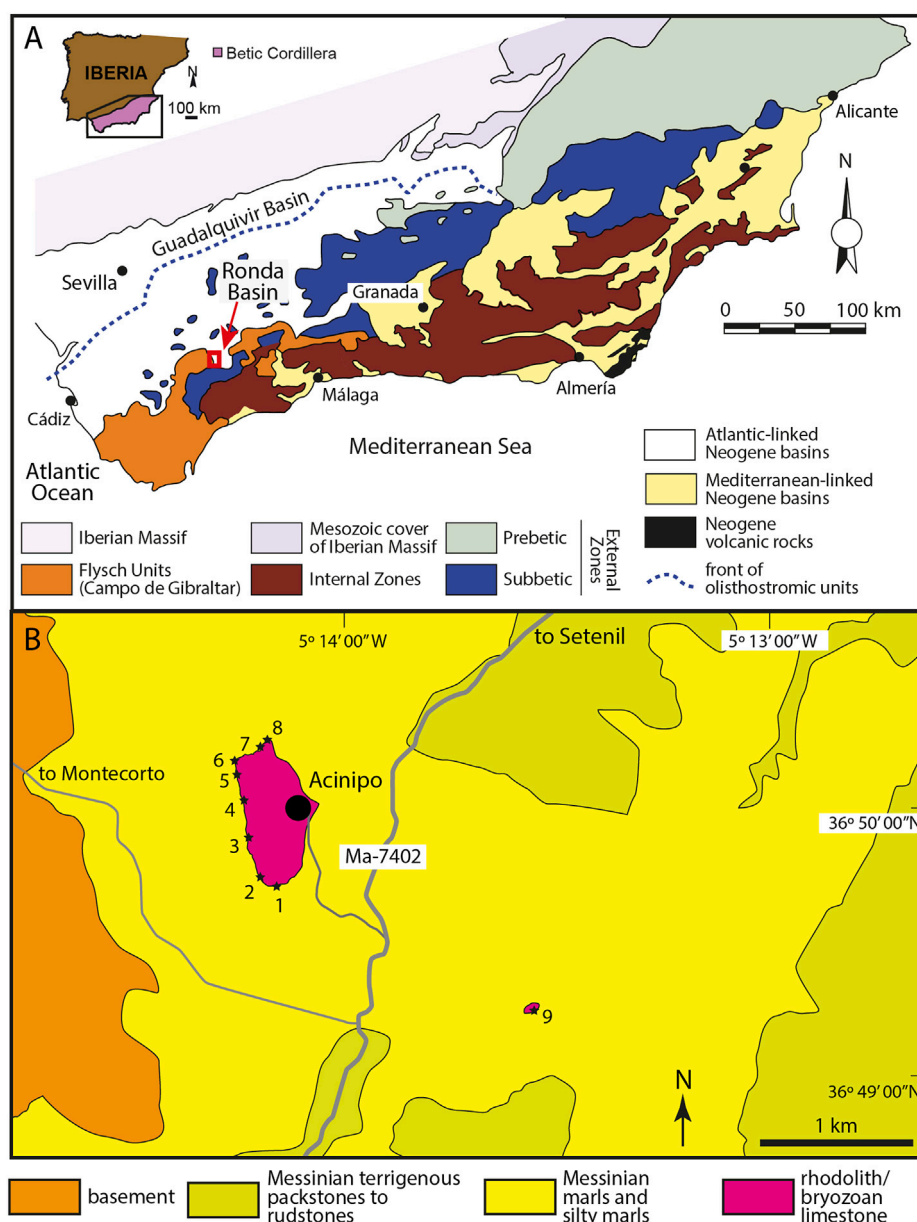 A
IBERIA
Betic Cordillera
N
100 km
Alicante
N
Guadalquivir Basin
Sevilla
Ronda
Basin
Granada
0 50 100 km
Málaga
Almería
Cádiz
Mediterranean Sea
Atlantic
Ocean
Atlantic-linked
Neogene basins
Mediterranean-linked
Neogene basins
Neogene
volcanic rocks
front of
olisthostromic units
Iberian Massif
Mesozoic cover
of Iberian Massif
Prebetic
External
Zones
Flysch Units
(Campo de Gibraltar)
Internal Zones
Subbetic
B
5º 14' 00'' W
to Setenil
5º 13' 00'' W
8
7
6
5
to Montecorto
Acinipo
4
36º 50' 00'' N
3
Ma-7402
2
1
9
36º 49' 00'' N
N
1 km
basement
Messinian terrigenous
packstones to
rudstones
Messinian
marls and
silty marls
rhodolith/
bryozoan
limestone